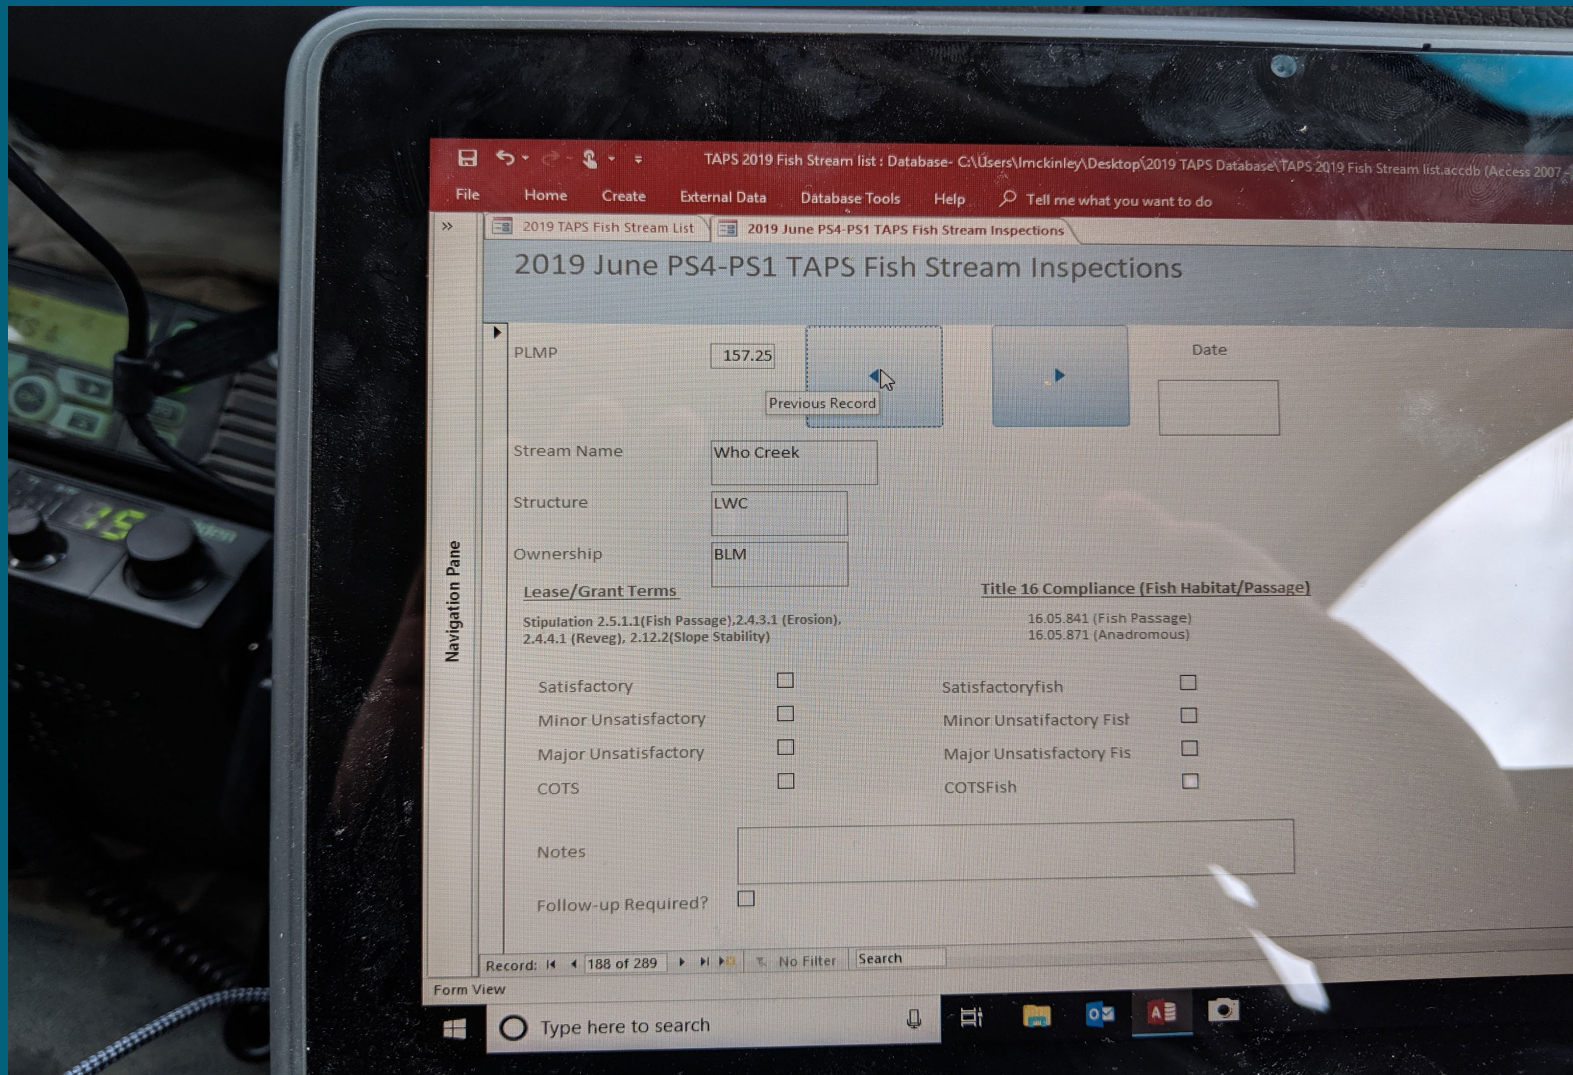 TAPS 2019 Fish Stream list : Database- C:\Users\lmckinley\Desktop\2019 TAPS Database\TAPS 2019 Fish Stream list.accdb (Access 2007 -
File Home Create External Data Database Tools Help Tell me what you want to do
2019 TAPS Fish Stream List 2019 June PS4-PS1 TAPS Fish Stream Inspections
2019 June PS4-PS1 TAPS Fish Stream Inspections
PLMP 157.25 Date
Previous Record
Stream Name Who Creek
Structure LWC
Ownership BLM
Lease/Grant Terms Title 16 Compliance (Fish Habitat/Passage)
Stipulation 2.5.1.1(Fish Passage),2.4.3.1 (Erosion), 16.05.841 (Fish Passage)
2.4.4.1 (Reveg), 2.12.2(Slope Stability) 16.05.871 (Anadromous)
Navigation Pane
Satisfactory Satisfactoryfish
Minor Unsatisfactory Minor Unsatifactory Fish
Major Unsatisfactory Major Unsatisfactory Fis
COTS COTSFish
Notes
Follow-up Required?
Record: 188 of 289 No Filter Search
Form View
Type here to search
15